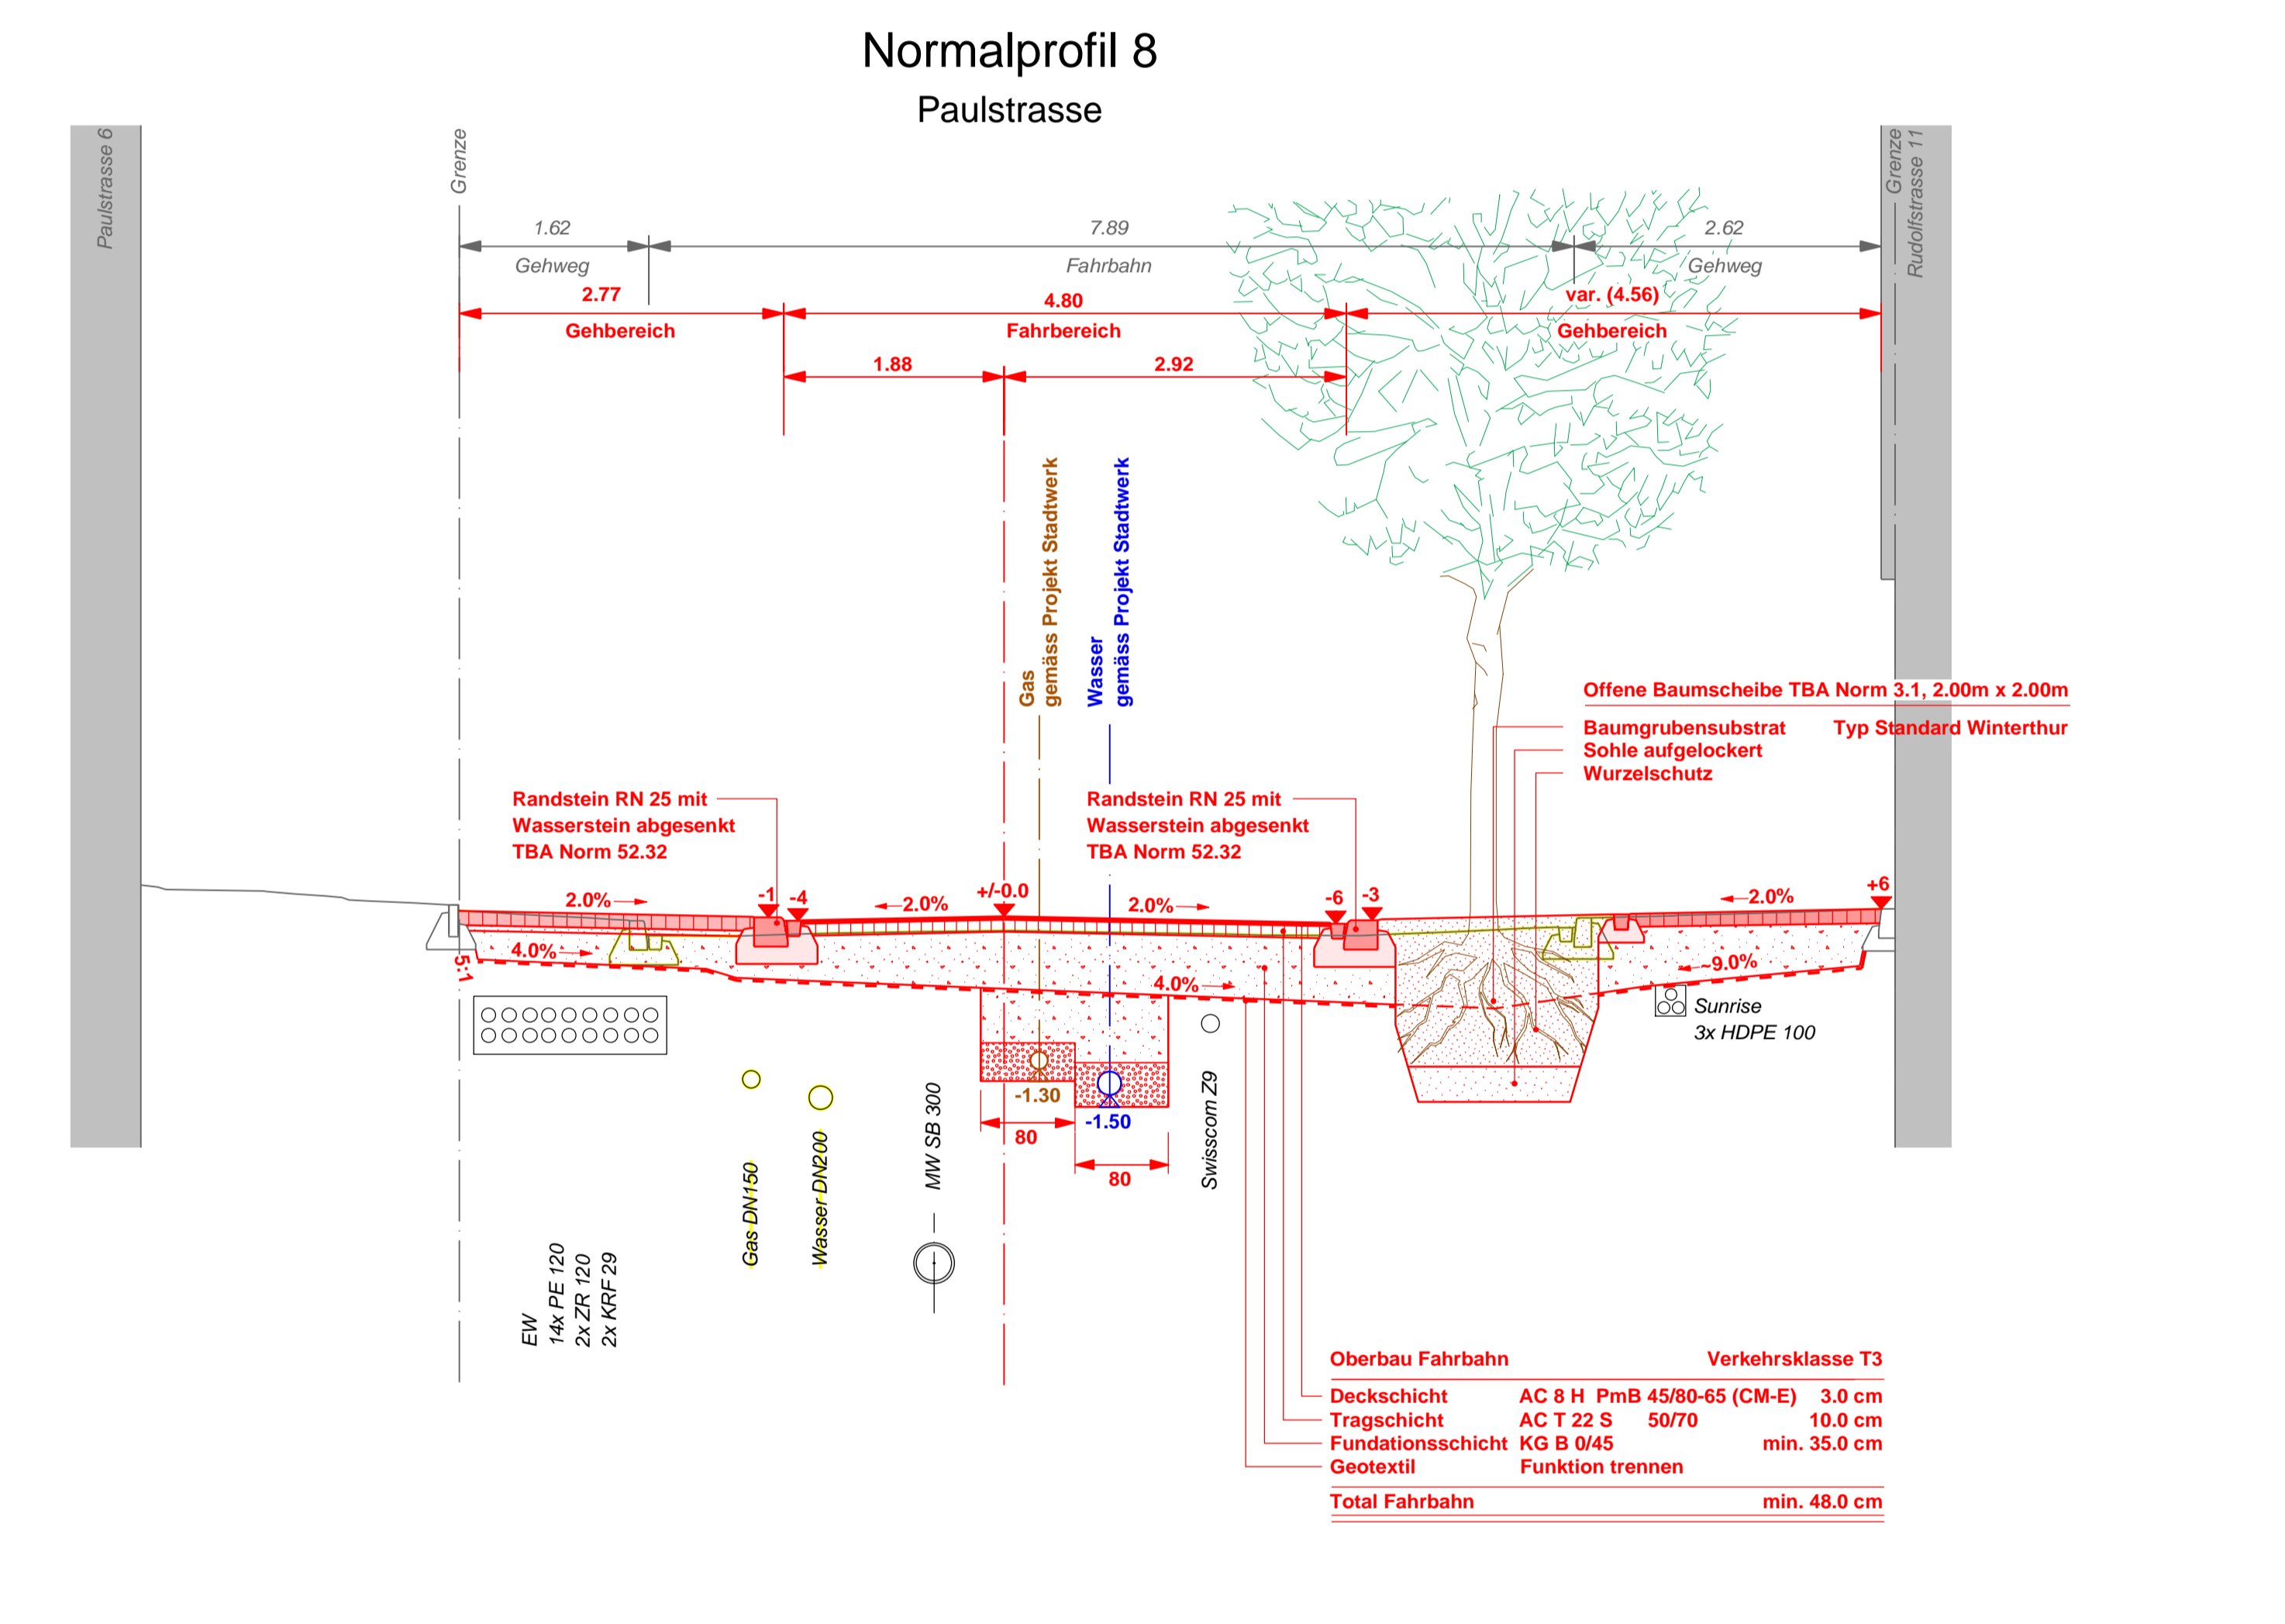 Normalprofil 8
Paulstrasse
Paulstrasse 6
Grenze
Grenze
Rudolfstrasse 11
1.62
7.89
2.62
Gehweg
Fahrbahn
Gehweg
2.77
4.80
var. (4.56)
Gehbereich
Fahrbereich
Gehbereich
1.88
2.92
Gas
gemäss Projekt Stadtwerk
Wasser
gemäss Projekt Stadtwerk
Offene Baumscheibe TBA Norm 3.1, 2.00m x 2.00m
Baumgrubensubstrat Typ Standard Winterthur
Sohle aufgelockert
Wurzelschutz
Randstein RN 25 mit
Wasserstein abgesenkt
TBA Norm 52.32
Randstein RN 25 mit
Wasserstein abgesenkt
TBA Norm 52.32
2.0%
-1
-4
2.0%
+/-0.0
2.0%
-6
-3
2.0%
+6
4.0%
5:1
4.0%
~9.0%
Sunrise
3x HDPE 100
-1.30
-1.50
80
80
Gas DN150
Wasser DN200
MW SB 300
Swisscom Z9
EW
14x PE 120
2x ZR 120
2x KRF 29
Oberbau Fahrbahn Verkehrsklasse T3
Deckschicht AC 8 H PmB 45/80-65 (CM-E) 3.0 cm
Tragschicht AC T 22 S 50/70 10.0 cm
Fundationsschicht KG B 0/45 min. 35.0 cm
Geotextil Funktion trennen
Total Fahrbahn min. 48.0 cm